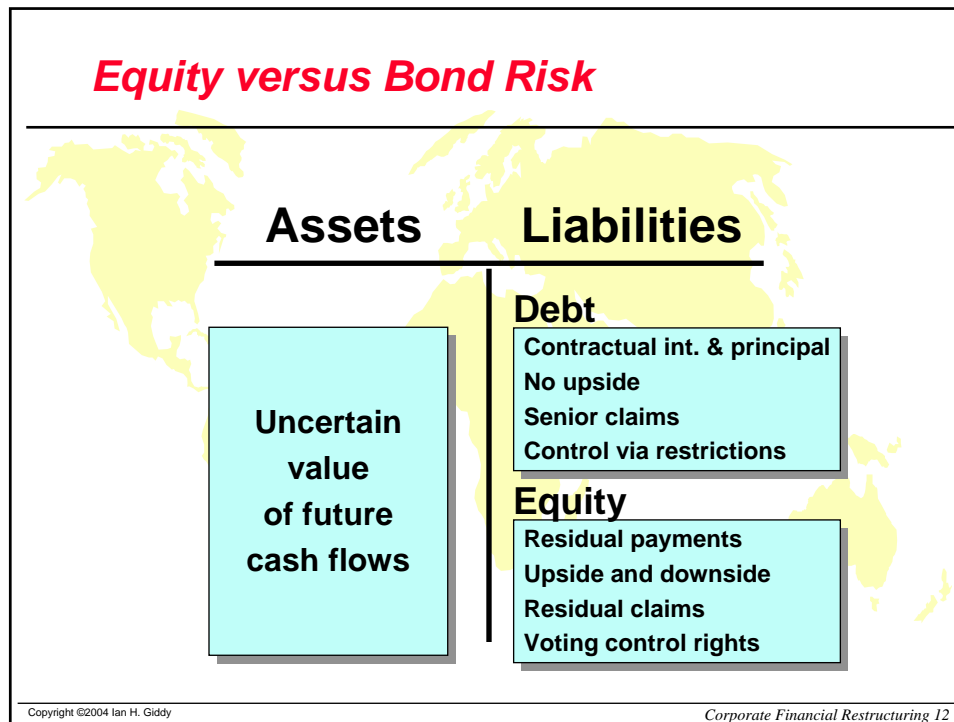 Equity versus Bond Risk
Assets
Liabilities
Uncertain
value
of future
cash flows
Debt
Contractual int. & principal
No upside
Senior claims
Control via restrictions
Equity
Residual payments
Upside and downside
Residual claims
Voting control rights
Copyright ©2004 Ian H. Giddy
Corporate Financial Restructuring 12